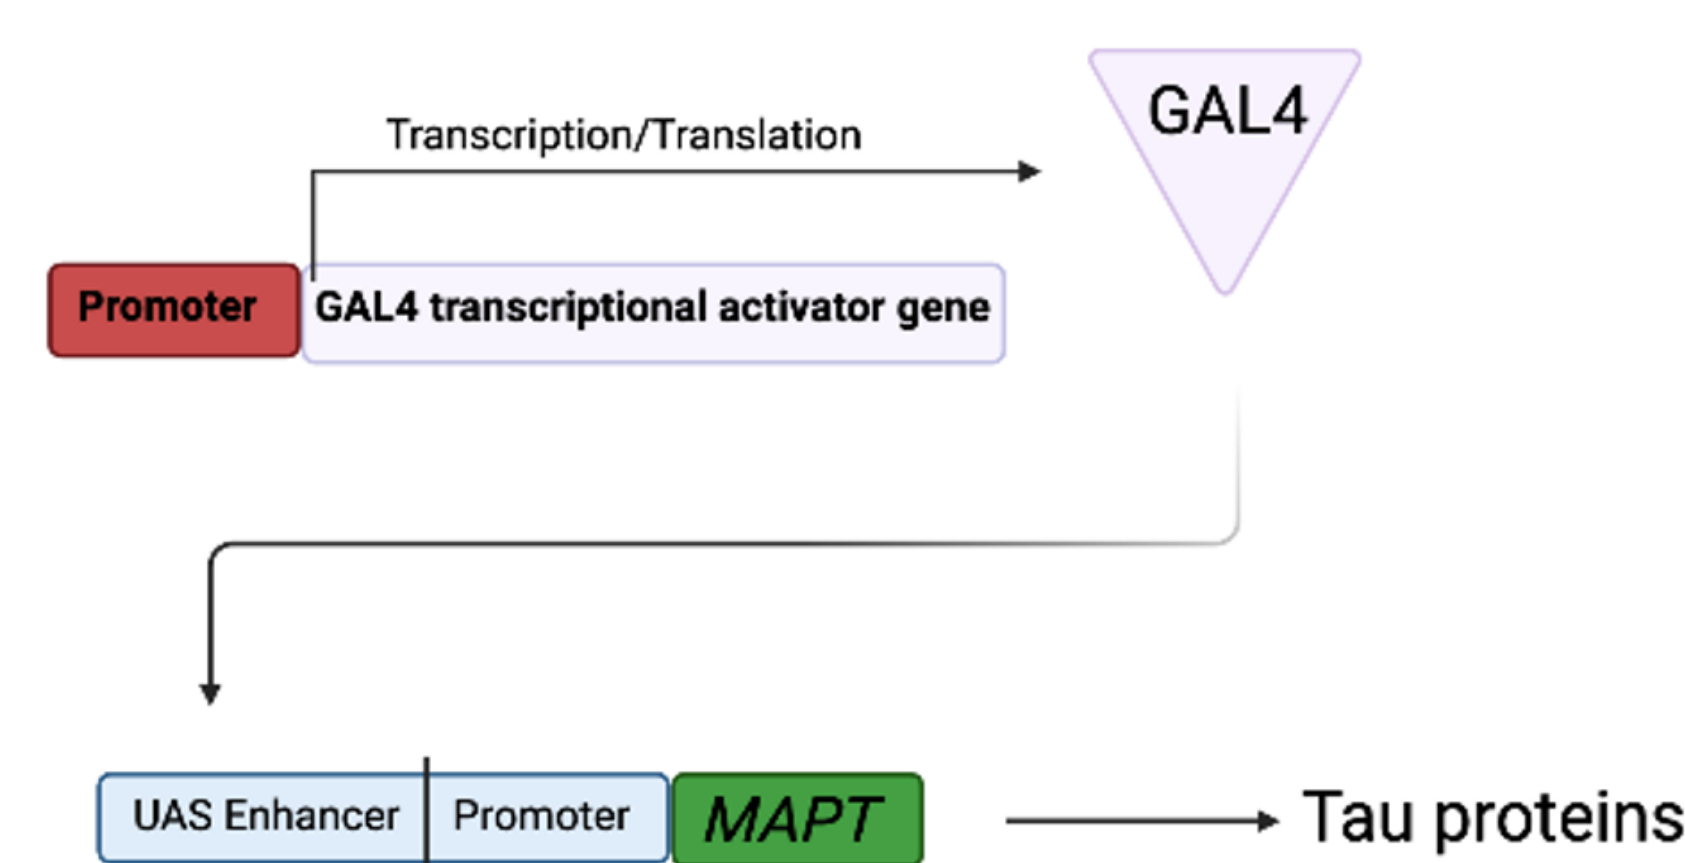 GAL4
Transcription/Translation
Promoter
GAL4 transcriptional activator gene
UAS Enhancer
Promoter
MAPT
Tau proteins